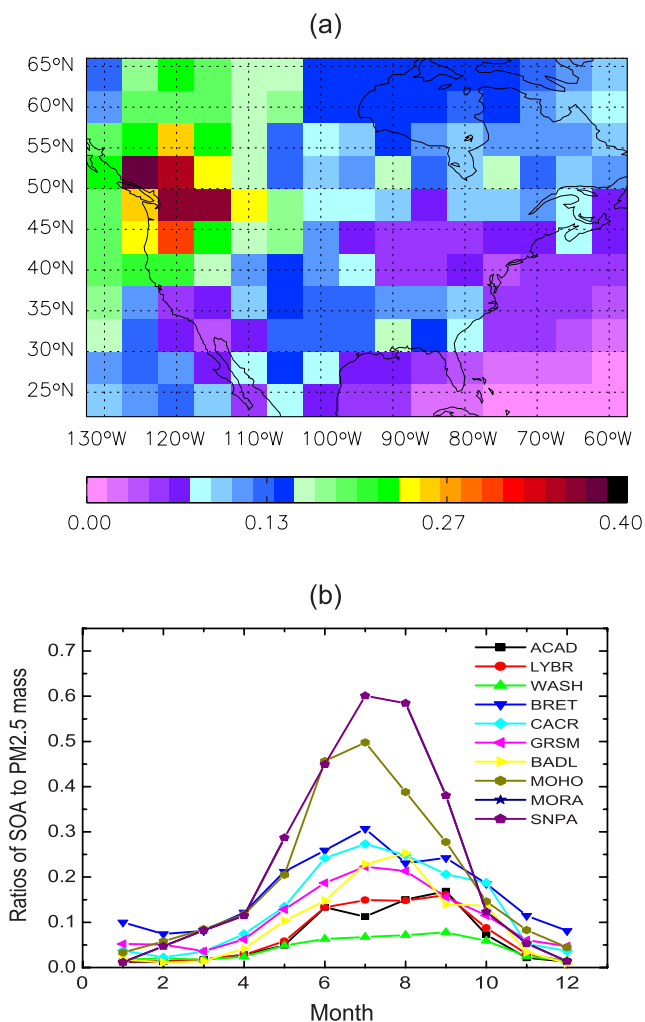 (a)
65°N
60°N
55°N
50°N
45°N
40°N
35°N
30°N
25°N
130°W 120°W 110°W 100°W 90°W 80°W 70°W 60°W
0.00 0.13 0.27 0.40
(b)
Ratios of SOA to PM2.5 mass
0.7
0.6
0.5
0.4
0.3
0.2
0.1
0.0
0 2 4 6 8 10 12
Month
ACAD
LYBR
WASH
BRET
CACR
GRSM
BADL
MOHO
MORA
SNPA